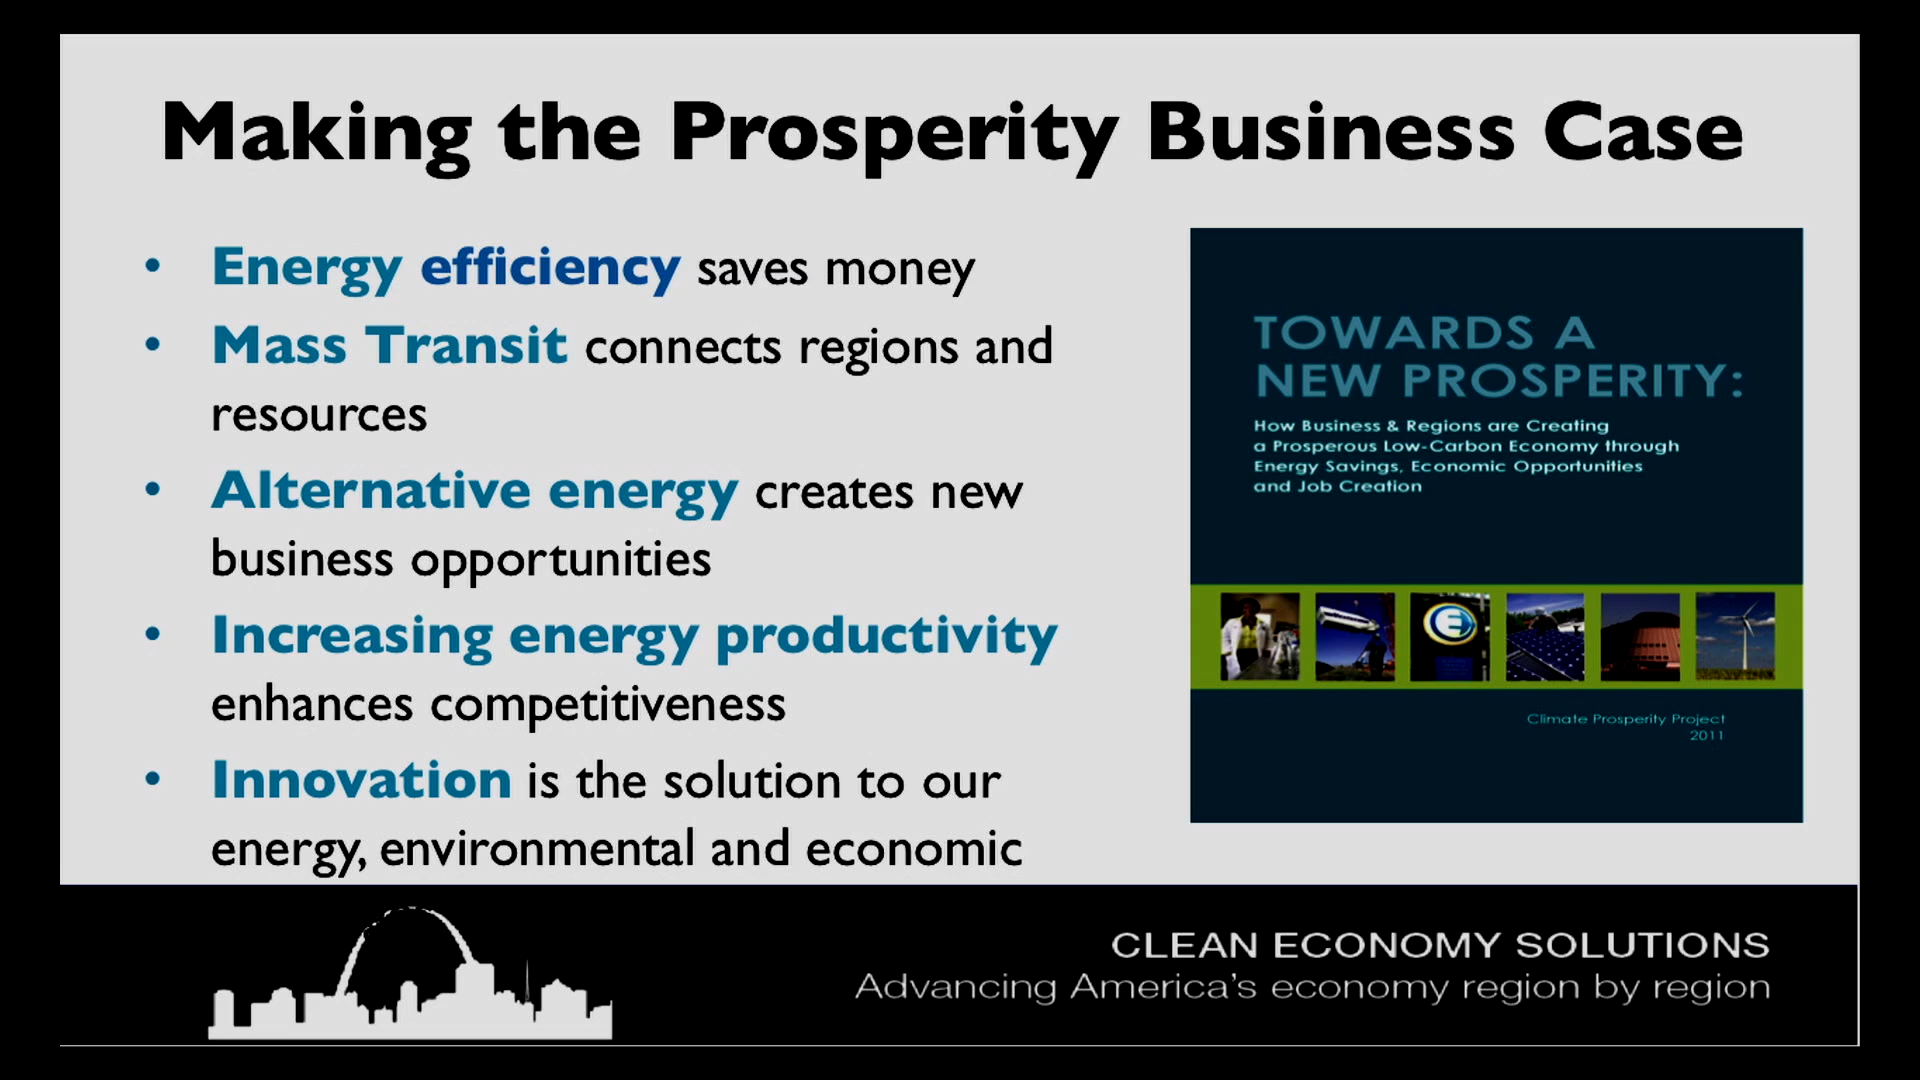 Making the Prosperity Business Case
• Energy efficiency saves money
• Mass Transit connects regions and
resources
• Alternative energy creates new
business opportunities
• Increasing energy productivity
enhances competitiveness
• Innovation is the solution to our
energy, environmental and economic
TOWARDS A
NEW PROSPERITY:
How Business & Regions are Creating
a Prosperous Low-Carbon Economy through
Energy Savings, Economic Opportunities
and Job Creation
E
Climate Prosperity Project
2011
CLEAN ECONOMY SOLUTIONS
Advancing America's economy region by region